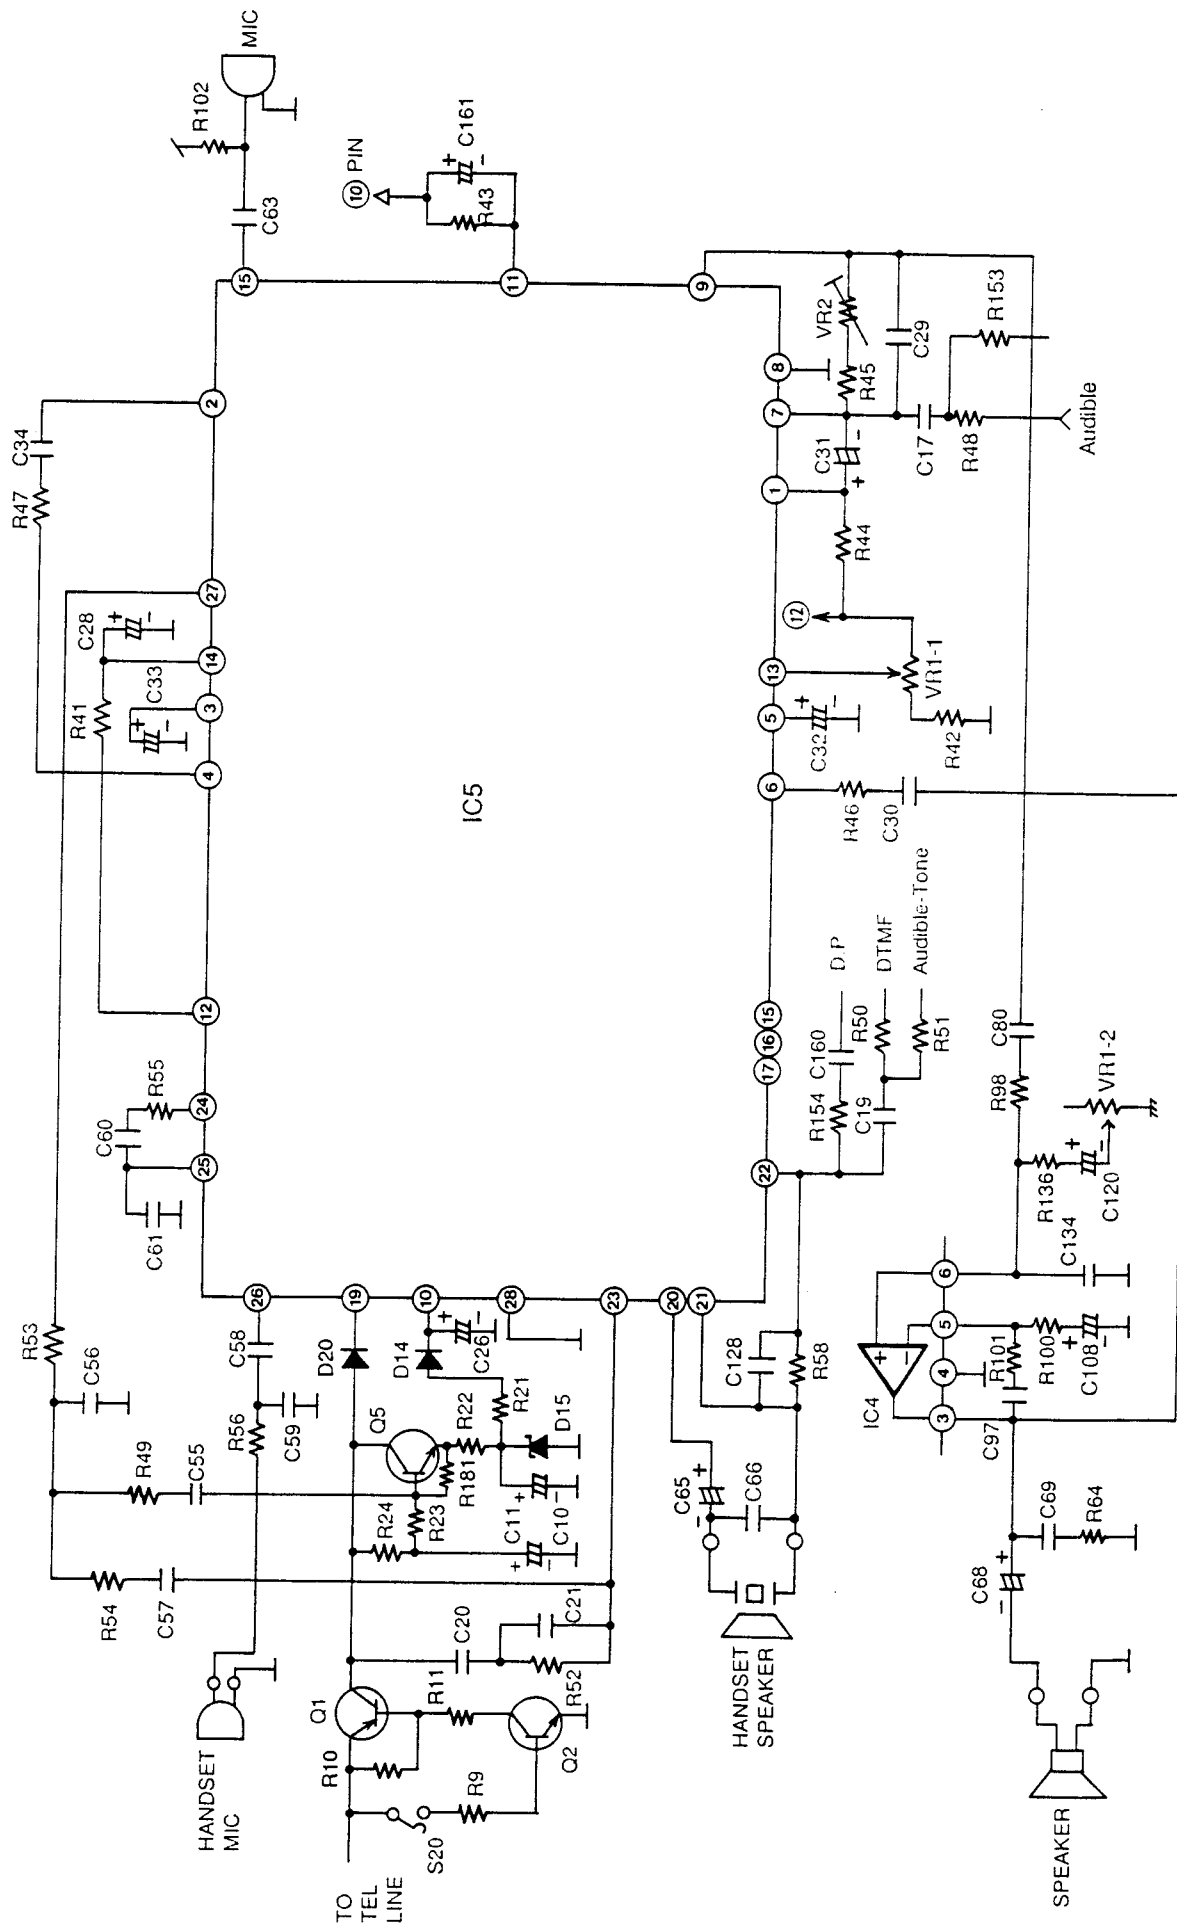 MIC
R102
C63
15
10 PIN
C161
R43
11
9
2
C34
R47
27
C28
14
C33
3
R41
4
12
R55
24
C60
25
C61
IC5
R53
C56
R49
C55
R54
C57
HANDSET
MIC
R56
C58
26
C59
D20
19
D14
10
C26
28
23
20
21
Q5
R22
R21
R181
D15
R24
R23
C11
C10
Q1
R10
R11
Q2
R9
S20
TO
TEL
LINE
C20
C21
R52
8
7
1
13
5
6
15
16
17
22
VR2
R45
C29
R153
C31
C17
R48
Audible
R44
12
VR1-1
R42
C32
R46
C30
D.P
DTMF
Audible-Tone
C160
R154
R50
R51
C19
C128
R58
C65
C66
HANDSET
SPEAKER
C80
R98
VR1-2
R136
C120
C134
6
5
4
3
IC4
R101
R100
C108
C97
C69
R64
C68
SPEAKER